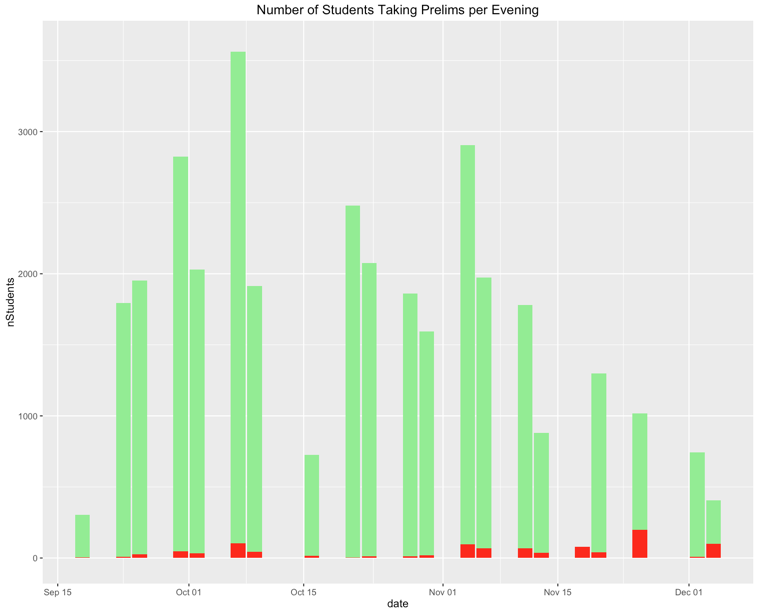 Number of Students Taking Prelims per Evening
nStudents
3000
2000
1000
0
Sep 15
Oct 01
Oct 15
Nov 01
Nov 15
Dec 01
date